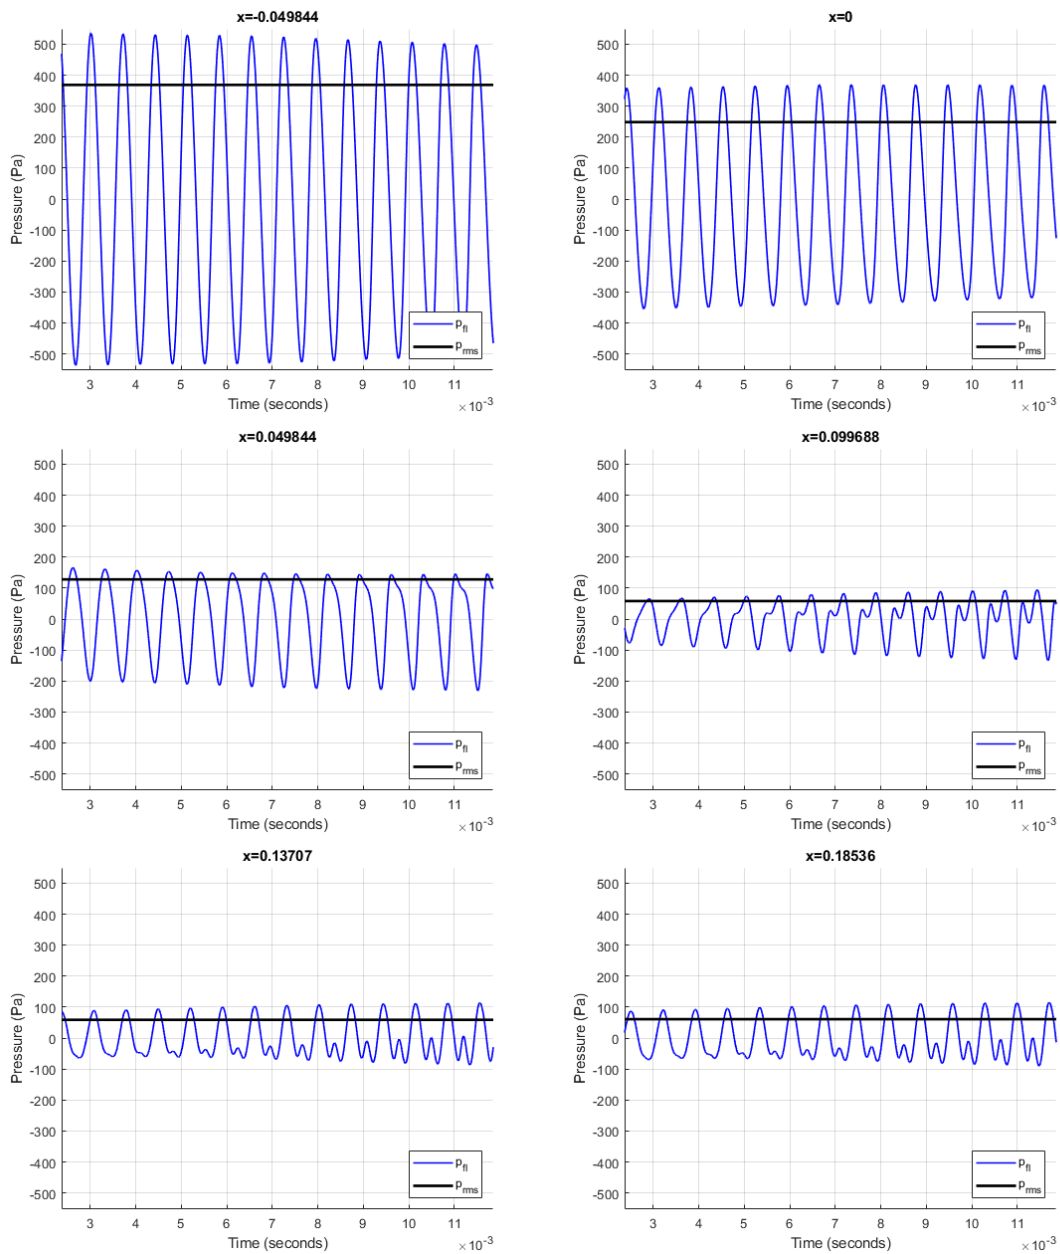 x=-0.049844
500
400
300
200
100
0
-100
-200
-300
-400
-500
Pressure (Pa)
p_fl
p_rms
3 4 5 6 7 8 9 10 11
Time (seconds)
×10^-3
x=0
500
400
300
200
100
0
-100
-200
-300
-400
-500
Pressure (Pa)
p_fl
p_rms
3 4 5 6 7 8 9 10 11
Time (seconds)
×10^-3
x=0.049844
500
400
300
200
100
0
-100
-200
-300
-400
-500
Pressure (Pa)
p_fl
p_rms
3 4 5 6 7 8 9 10 11
Time (seconds)
×10^-3
x=0.099688
500
400
300
200
100
0
-100
-200
-300
-400
-500
Pressure (Pa)
p_fl
p_rms
3 4 5 6 7 8 9 10 11
Time (seconds)
×10^-3
x=0.13707
500
400
300
200
100
0
-100
-200
-300
-400
-500
Pressure (Pa)
p_fl
p_rms
3 4 5 6 7 8 9 10 11
Time (seconds)
×10^-3
x=0.18536
500
400
300
200
100
0
-100
-200
-300
-400
-500
Pressure (Pa)
p_fl
p_rms
3 4 5 6 7 8 9 10 11
Time (seconds)
×10^-3